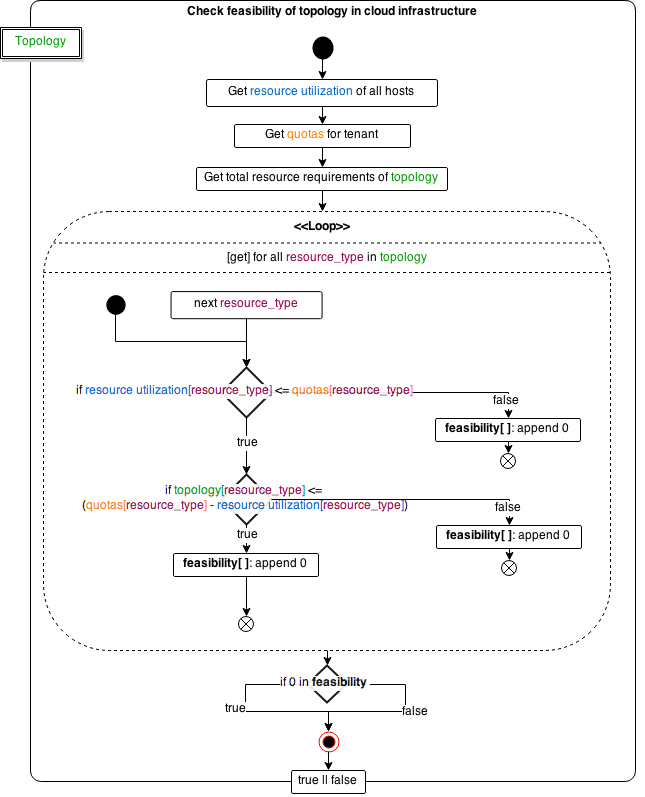 Check feasibility of topology in cloud infrastructure
Topology
Get resource utilization of all hosts
Get quotas for tenant
Get total resource requirements of topology
<<Loop>>
[get] for all resource_type in topology
next resource_type
if resource utilization[resource_type] <= quotas[resource_type]
false
feasibility[ ]: append 0
true
if topology[resource_type] <=
(quotas[resource_type] - resource utilization[resource_type])
false
feasibility[ ]: append 0
true
feasibility[ ]: append 0
if 0 in feasibility
true
false
true || false